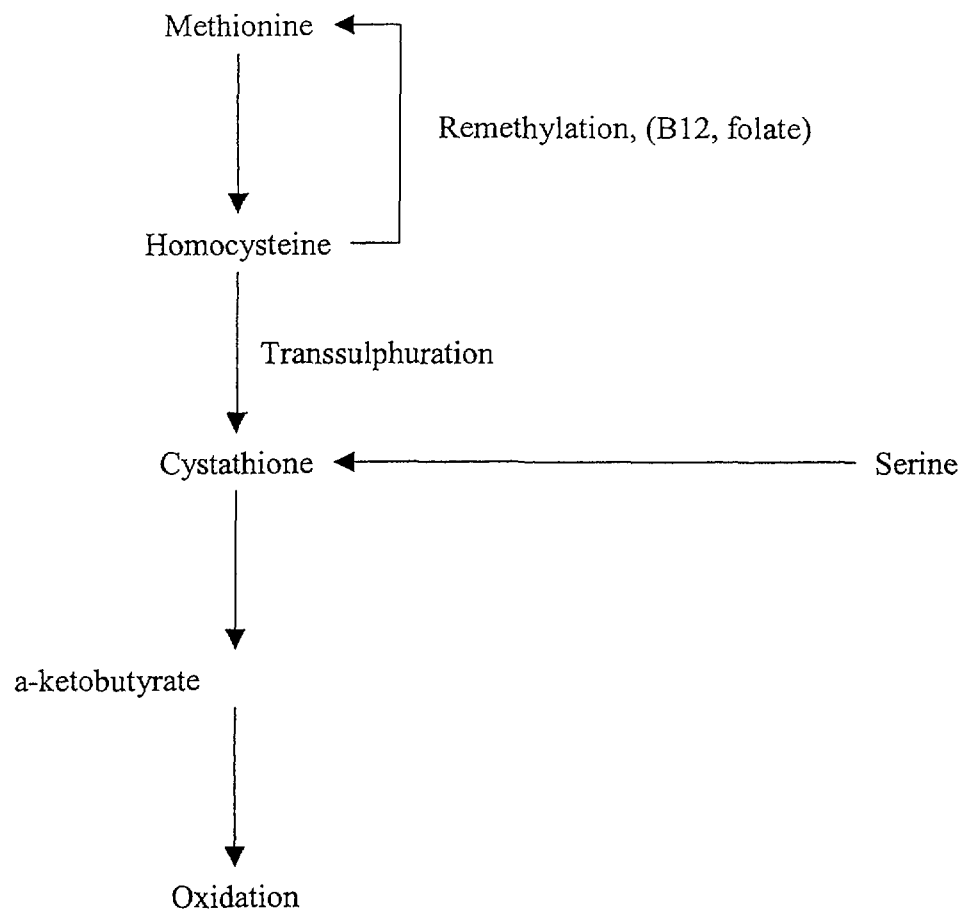 Methionine
Remethylation, (B12, folate)
Homocysteine
Transsulphuration
Cystathione
Serine
a-ketobutyrate
Oxidation